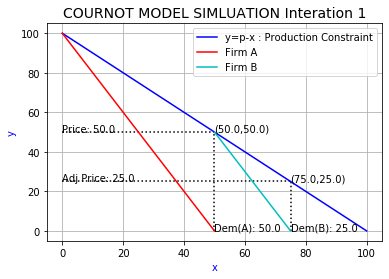 COURNOT MODEL SIMLUATION Interation 1
y=p-x : Production Constraint
Firm A
Firm B
100
80
60
40
20
0
y
Price: 50.0
(50.0,50.0)
Adj.Price: 25.0
(75.0,25.0)
Dem(A): 50.0
Dem(B): 25.0
0 20 40 60 80 100
x